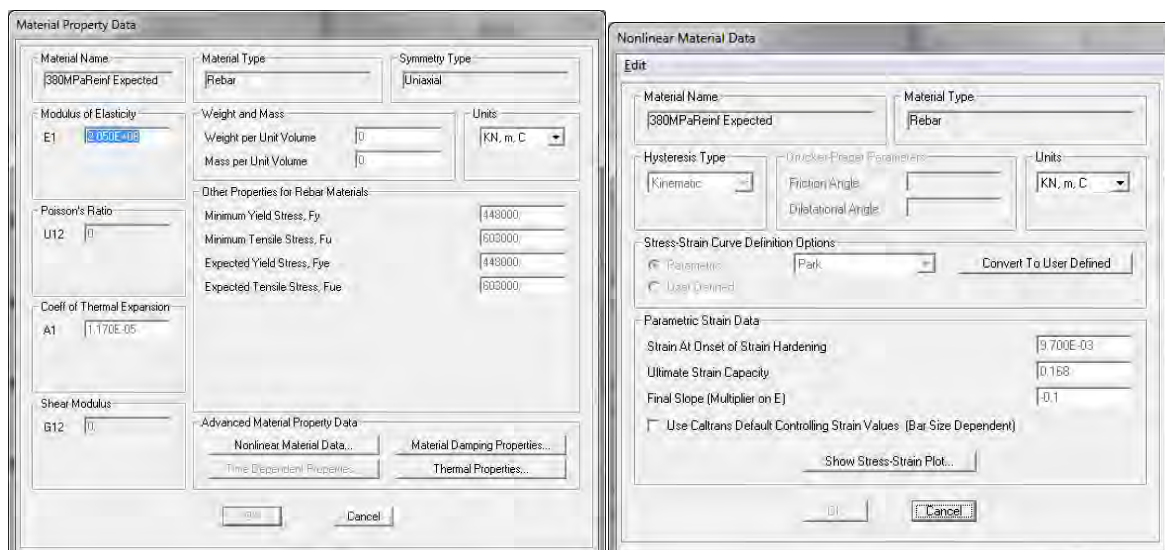 Material Property Data
Material Name
380MPaReinf Expected
Material Type
Rebar
Symmetry Type
Uniaxial
Modulus of Elasticity
E1 2.050E+08
Weight and Mass
Weight per Unit Volume 0
Mass per Unit Volume 0
Units
KN, m, C
Poisson's Ratio
U12 0
Other Properties for Rebar Materials
Minimum Yield Stress, Fy 448000.
Minimum Tensile Stress, Fu 603000.
Expected Yield Stress, Fye 448000.
Expected Tensile Stress, Fue 603000.
Coeff of Thermal Expansion
A1 1.170E-05
Shear Modulus
G12 0.
Advanced Material Property Data
Nonlinear Material Data...
Material Damping Properties...
Time Dependent Properties...
Thermal Properties...
Cancel
Nonlinear Material Data
Edit
Material Name
380MPaReinf Expected
Material Type
Rebar
Hysteresis Type
Kinematic
Drucker-Prager Parameters
Friction Angle
Dilatational Angle
Units
KN, m, C
Stress-Strain Curve Definition Options
Parametric
Park
Convert To User Defined
User Defined
Parametric Strain Data
Strain At Onset of Strain Hardening 9.700E-03
Ultimate Strain Capacity 0.168
Final Slope (Multiplier on E) -0.1
Use Caltrans Default Controlling Strain Values (Bar Size Dependent)
Show Stress-Strain Plot...
Cancel